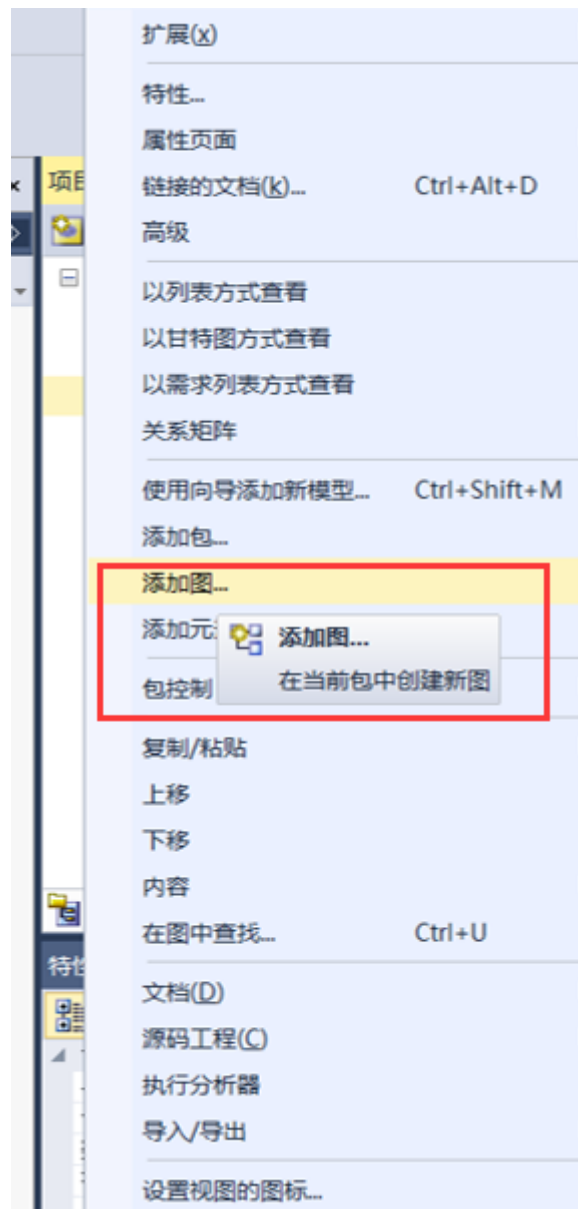 扩展(x)
特性...
属性页面
项目
链接的文档(k)... Ctrl+Alt+D
高级
以列表方式查看
以甘特图方式查看
以需求列表方式查看
关系矩阵
使用向导添加新模型... Ctrl+Shift+M
添加包...
添加图...
添加元
添加图...
在当前包中创建新图
包控制
复制/粘贴
上移
下移
内容
在图中查找... Ctrl+U
特性
文档(D)
源码工程(C)
执行分析器
导入/导出
设置视图的图标...